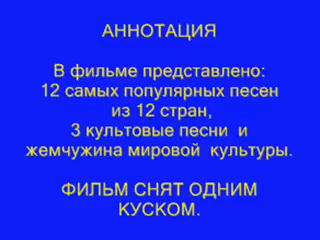 АННОТАЦИЯ
В фильме представлено:
12 самых популярных песен
из 12 стран,
3 культовые песни и
жемчужина мировой культуры.
ФИЛЬМ СНЯТ ОДНИМ
КУСКОМ.